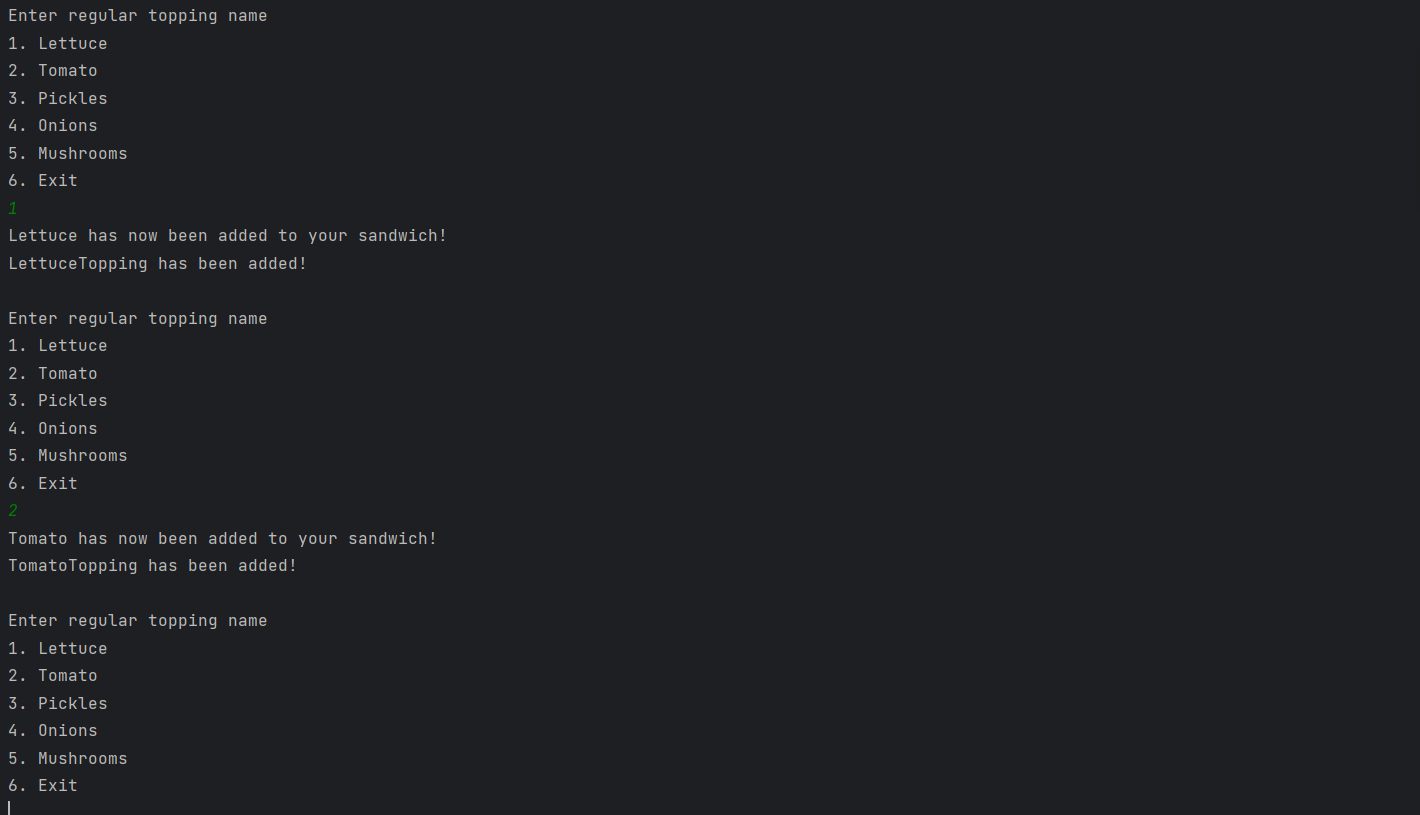 Enter regular topping name
1. Lettuce
2. Tomato
3. Pickles
4. Onions
5. Mushrooms
6. Exit
1
Lettuce has now been added to your sandwich!
LettuceTopping has been added!
Enter regular topping name
1. Lettuce
2. Tomato
3. Pickles
4. Onions
5. Mushrooms
6. Exit
2
Tomato has now been added to your sandwich!
TomatoTopping has been added!
Enter regular topping name
1. Lettuce
2. Tomato
3. Pickles
4. Onions
5. Mushrooms
6. Exit